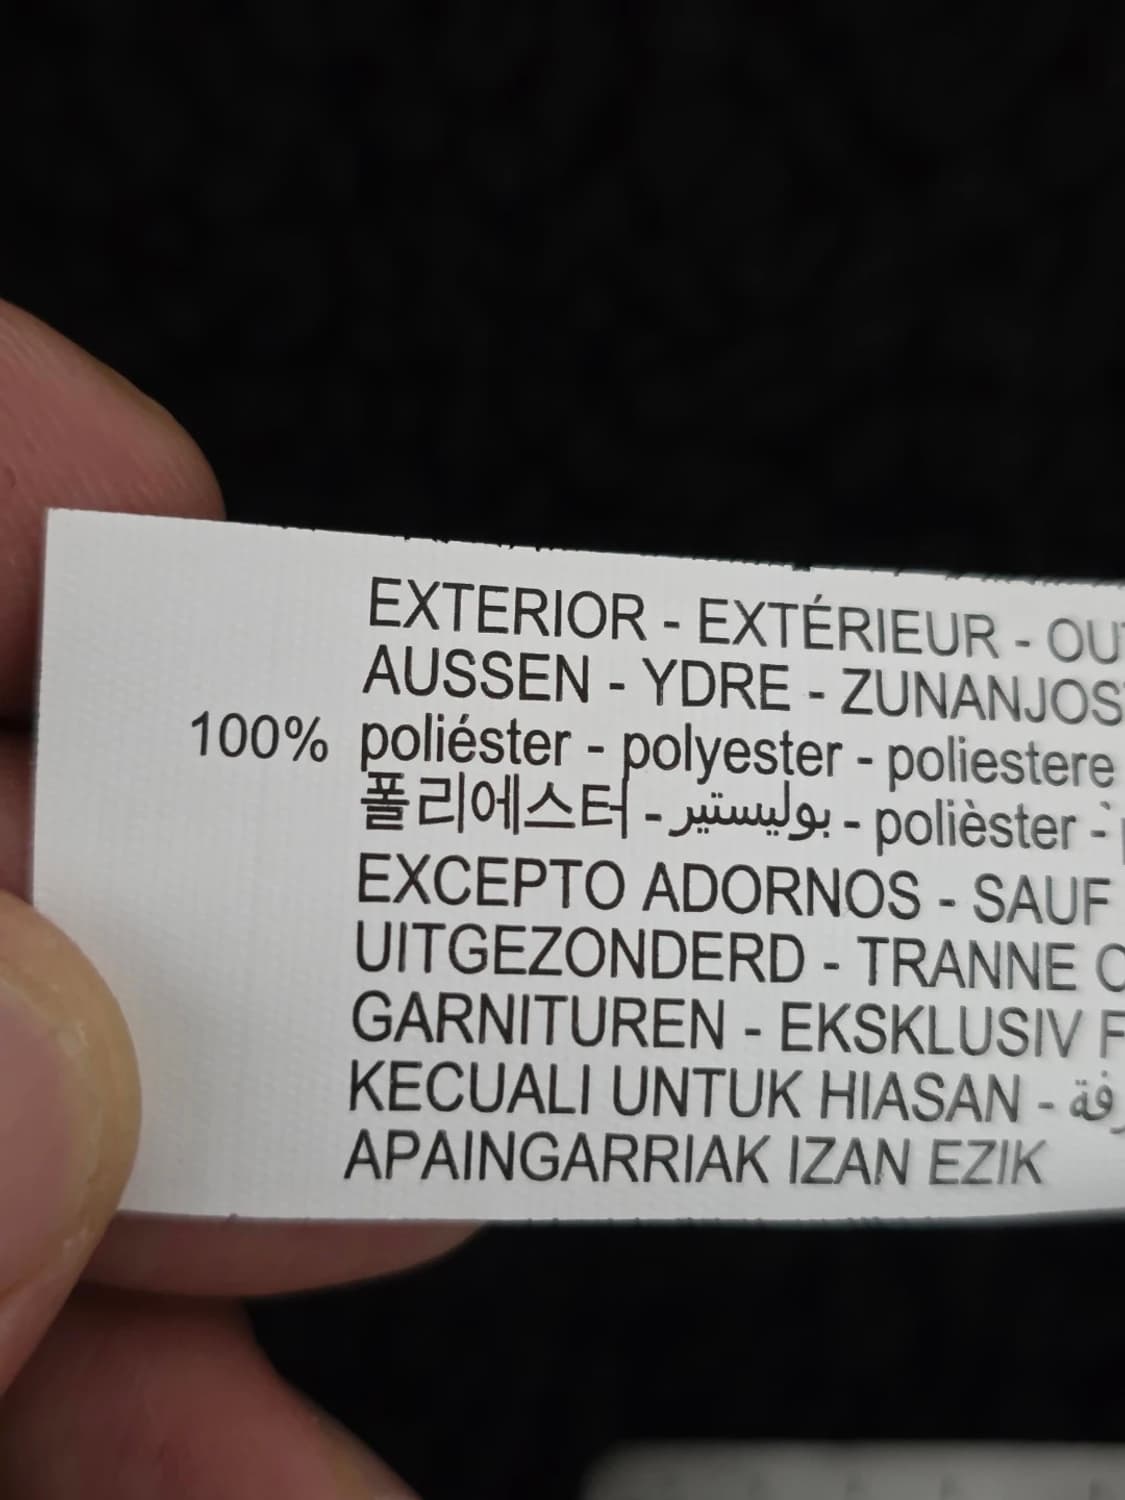 EXTERIOR - EXTÉRIEUR -
AUSSEN - YDRE -
100% poliéster - polyester - poliestere
폴리에스터 - بوليستير - polièster -
EXCEPTO ADORNOS - SAUF
UITGEZONDERD - TRANNE
GARNITUREN - EKSKLUSIV
KECUALI UNTUK HIASAN -
APAINGARRIAK IZAN EZIK